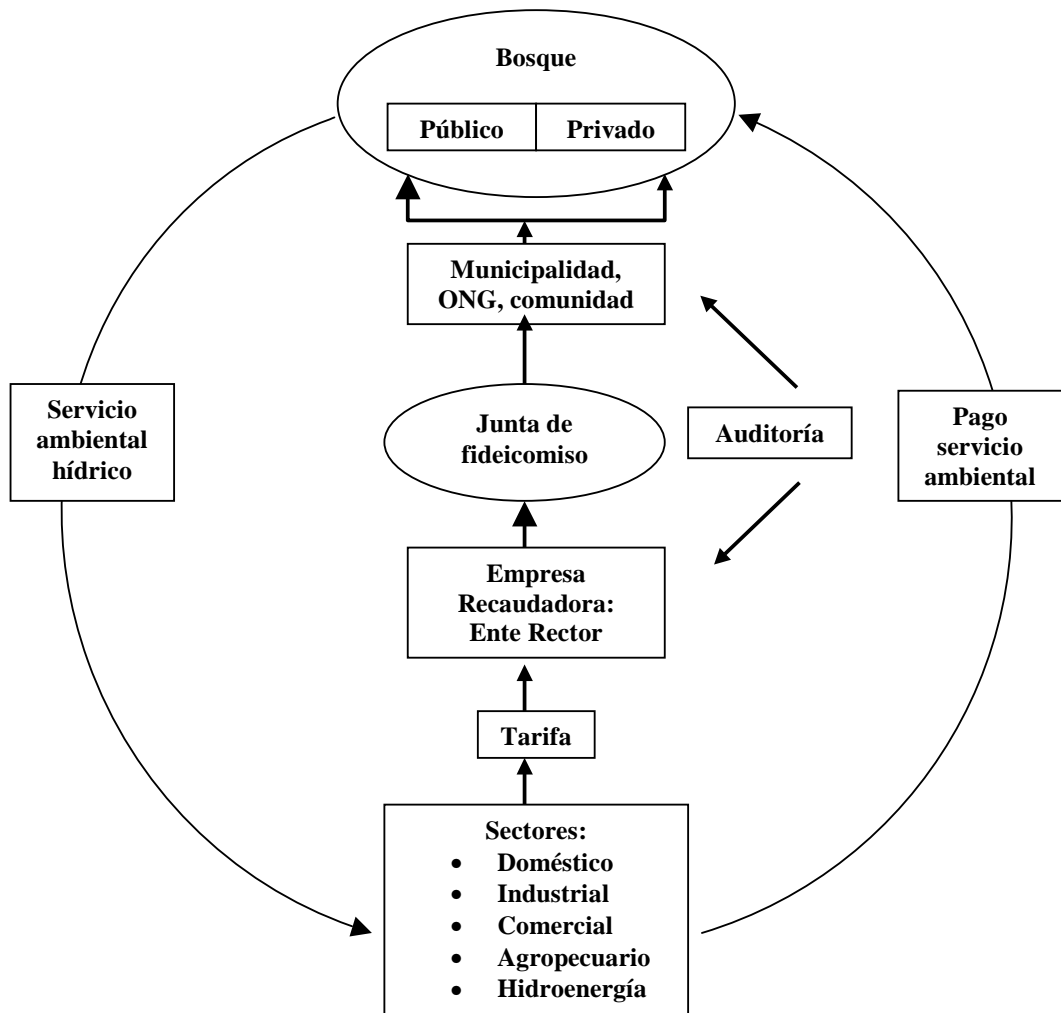 Bosque
Público Privado
Municipalidad,
ONG, comunidad
Servicio
ambiental
hídrico
Junta de
fideicomiso
Auditoría
Pago
servicio
ambiental
Empresa
Recaudadora:
Ente Rector
Tarifa
Sectores:
• Doméstico
• Industrial
• Comercial
• Agropecuario
• Hidroenergía